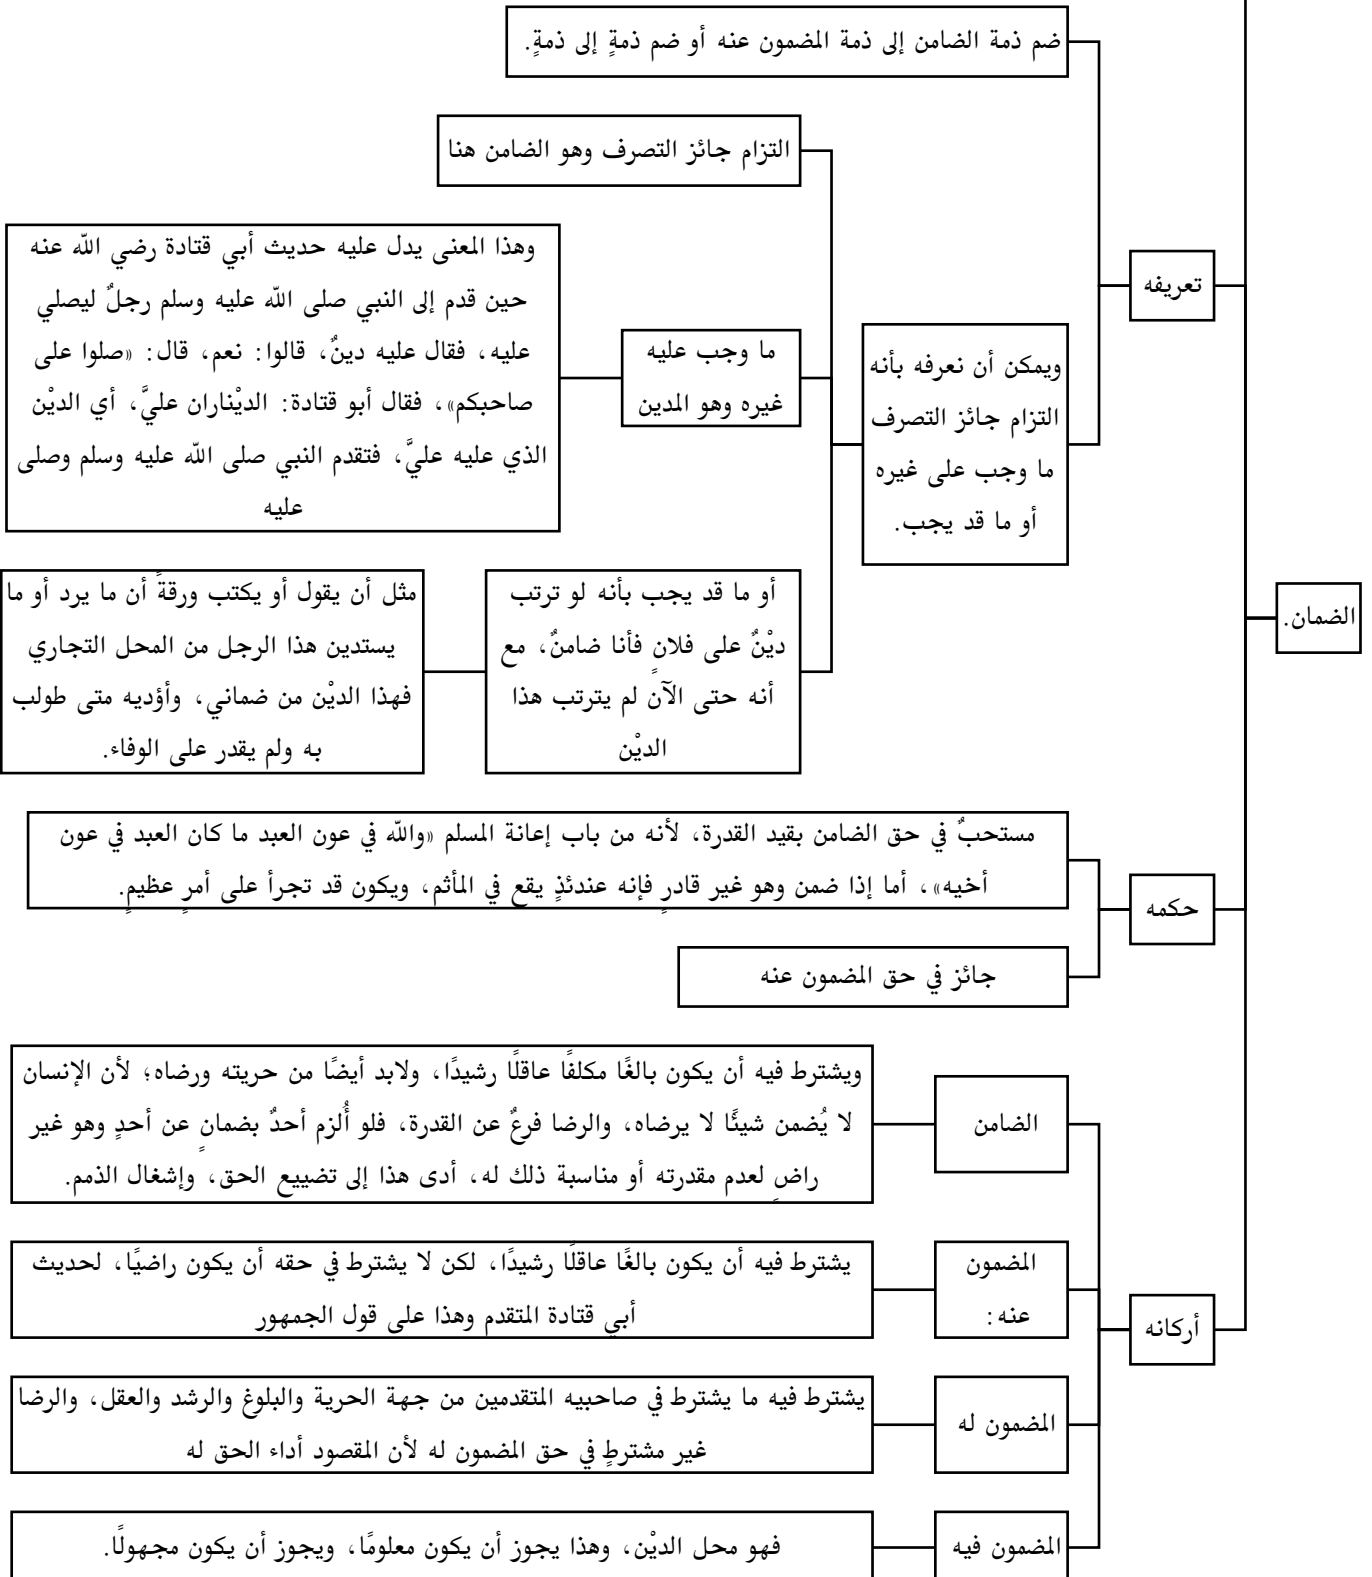 الضمان.
تعريفه
ضم ذمة الضامن إلى ذمة المضمون عنه أو ضم ذمةٍ إلى ذمةٍ.
ويمكن أن نعرفه بأنه
التزام جائز التصرف
ما وجب على غيره
أو ما قد يجب.
التزام جائز التصرف وهو الضامن هنا
ما وجب عليه
غيره وهو المدين
وهذا المعنى يدل عليه حديث أبي قتادة رضي الله عنه
حين قدم إلى النبي صلى الله عليه وسلم رجلٌ ليصلي
عليه، فقال عليه دينٌ، قالوا: نعم، قال: «صلوا على
صاحبكم»، فقال أبو قتادة: الديْناران عليَّ، أي الديْن
الذي عليه عليَّ، فتقدم النبي صلى الله عليه وسلم وصلى
عليه
أو ما قد يجب بأنه لو ترتب
ديْنٌ على فلانٍ فأنا ضامنٌ، مع
أنه حتى الآن لم يترتب هذا
الديْن
مثل أن يقول أو يكتب ورقةً أن ما يرد أو ما
يستدين هذا الرجل من المحل التجاري
فهذا الديْن من ضماني، وأؤديه متى طولب
به ولم يقدر على الوفاء.
حكمه
مستحبٌ في حق الضامن بقيد القدرة، لأنه من باب إعانة المسلم «والله في عون العبد ما كان العبد في عون
أخيه»، أما إذا ضمن وهو غير قادرٍ فإنه عندئذٍ يقع في المأثم، ويكون قد تجرأ على أمرٍ عظيمٍ.
جائز في حق المضمون عنه
أركانه
الضامن
ويشترط فيه أن يكون بالغًا مكلفًا عاقلًا رشيدًا، ولابد أيضًا من حريته ورضاه؛ لأن الإنسان
لا يُضمن شيئًا لا يرضاه، والرضا فرعٌ عن القدرة، فلو أُلزم أحدٌ بضمانٍ عن أحدٍ وهو غير
راضٍ لعدم مقدرته أو مناسبة ذلك له، أدى هذا إلى تضييع الحق، وإشغال الذمم.
المضمون
عنه:
يشترط فيه أن يكون بالغًا عاقلًا رشيدًا، لكن لا يشترط في حقه أن يكون راضيًا، لحديث
أبي قتادة المتقدم وهذا على قول الجمهور
المضمون له
يشترط فيه ما يشترط في صاحبيه المتقدمين من جهة الحرية والبلوغ والرشد والعقل، والرضا
غير مشترطٍ في حق المضمون له لأن المقصود أداء الحق له
المضمون فيه
فهو محل الديْن، وهذا يجوز أن يكون معلومًا، ويجوز أن يكون مجهولًا.